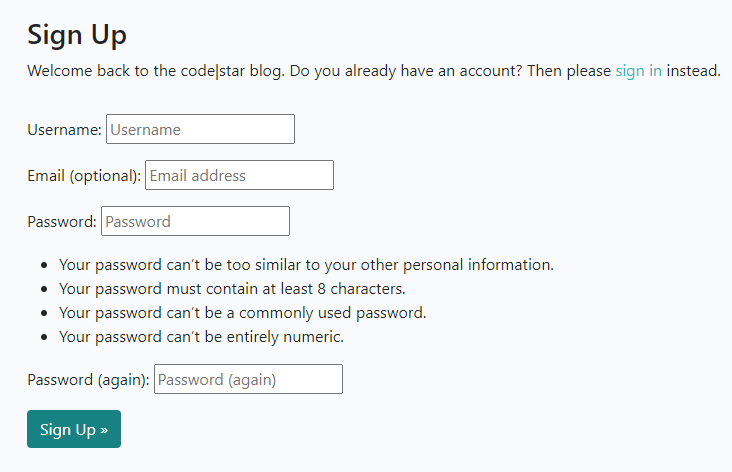 Sign Up
Welcome back to the code|star blog. Do you already have an account? Then please sign in instead.
Username: Username
Email (optional): Email address
Password: Password
• Your password can’t be too similar to your other personal information.
• Your password must contain at least 8 characters.
• Your password can’t be a commonly used password.
• Your password can’t be entirely numeric.
Password (again): Password (again)
Sign Up »